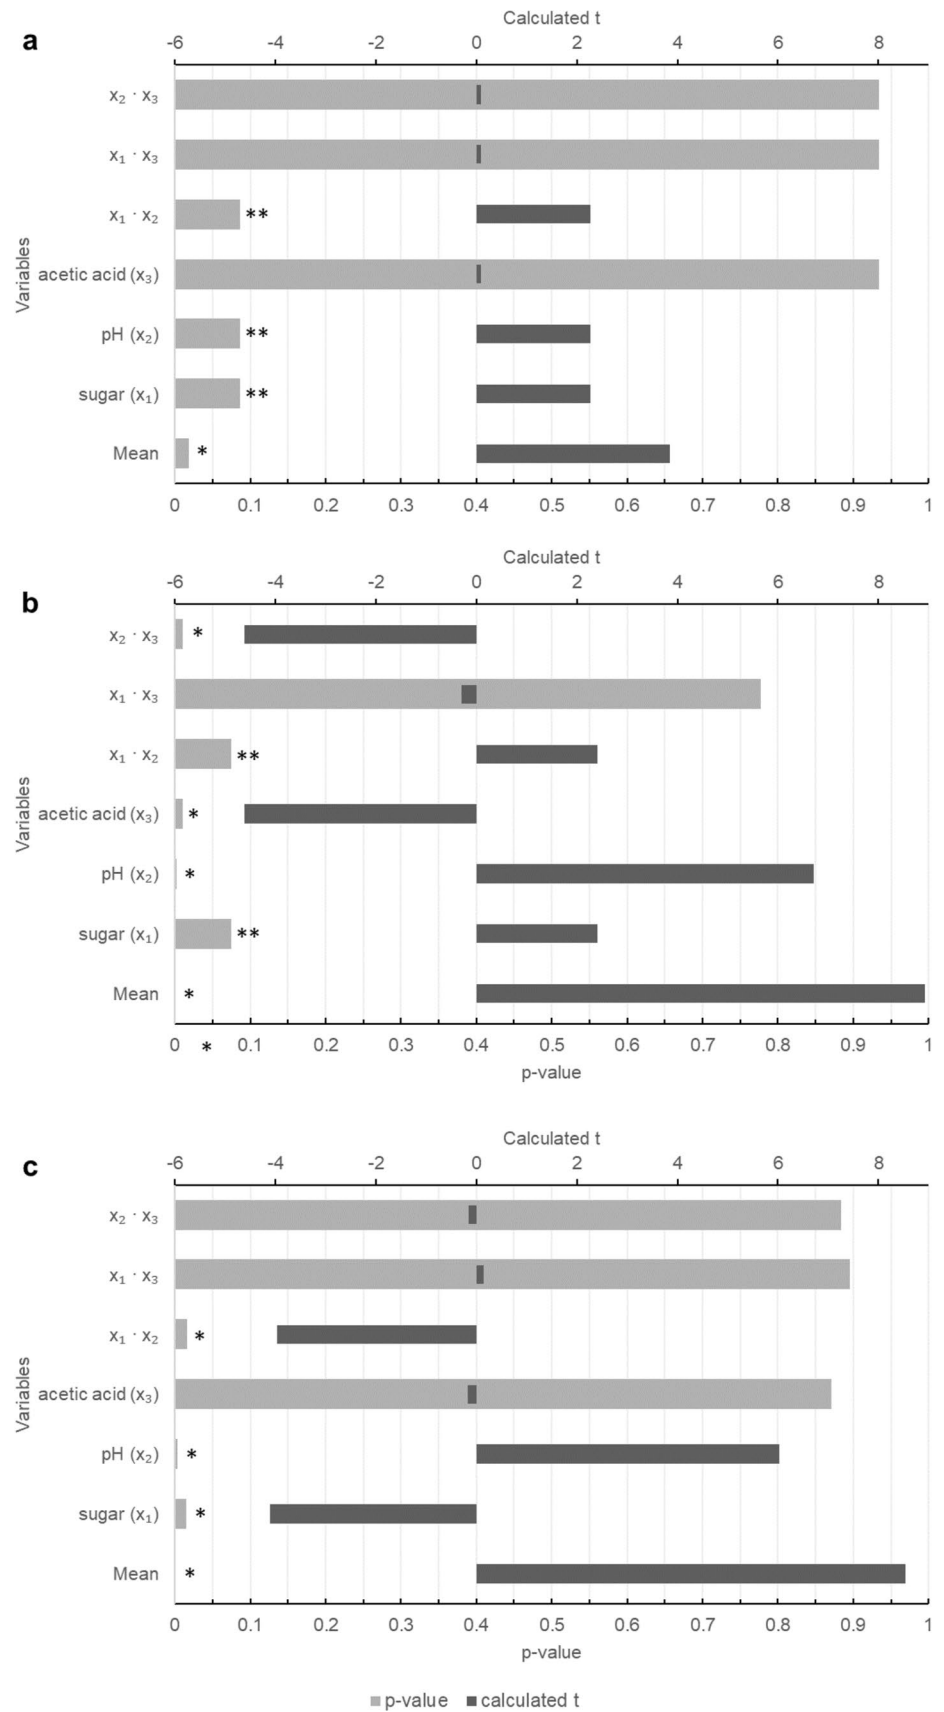 a
Calculated t
-6 -4 -2 0 2 4 6 8
Variables
x₂ · x₃
x₁ · x₃
x₁ · x₂ **
acetic acid (x₃)
pH (x₂) **
sugar (x₁) **
Mean *
0 0.1 0.2 0.3 0.4 0.5 0.6 0.7 0.8 0.9 1
b
Calculated t
-6 -4 -2 0 2 4 6 8
Variables
x₂ · x₃ *
x₁ · x₃
x₁ · x₂ **
acetic acid (x₃) *
pH (x₂) *
sugar (x₁) **
Mean *
0 * 0.1 0.2 0.3 0.4 0.5 0.6 0.7 0.8 0.9 1
p-value
c
Calculated t
-6 -4 -2 0 2 4 6 8
Variables
x₂ · x₃
x₁ · x₃
x₁ · x₂ *
acetic acid (x₃)
pH (x₂) *
sugar (x₁) *
Mean *
0 0.1 0.2 0.3 0.4 0.5 0.6 0.7 0.8 0.9 1
p-value
p-value calculated t